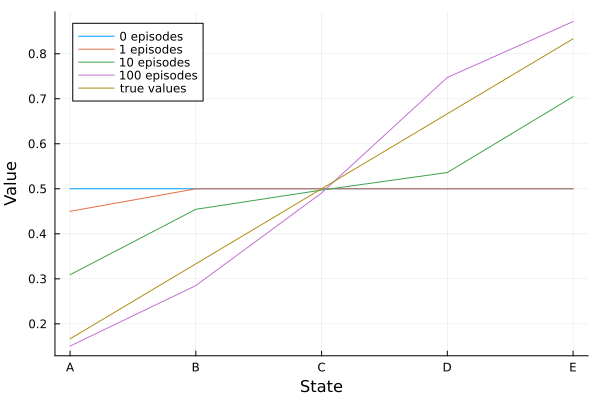 0 episodes
1 episodes
10 episodes
100 episodes
true values
0.8
0.7
0.6
0.5
0.4
0.3
0.2
Value
A B C D E
State